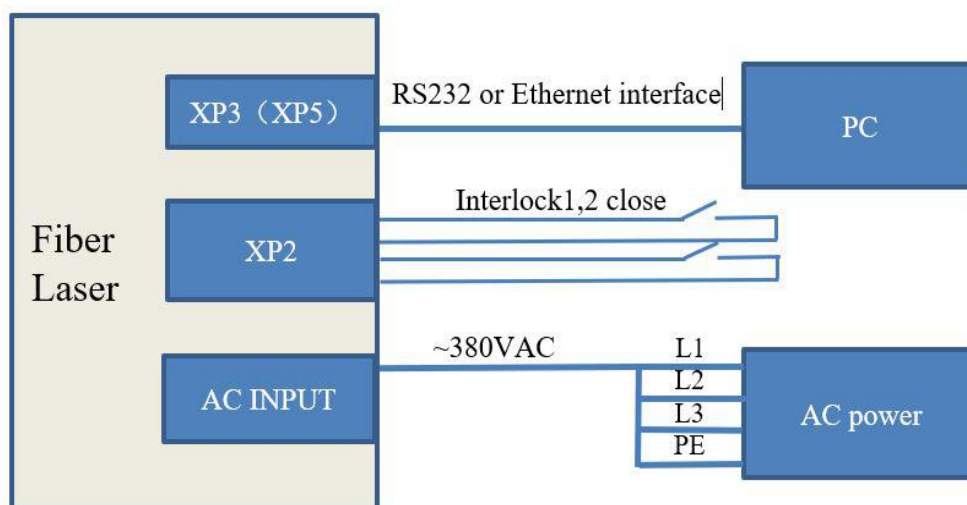 XP3（XP5）
RS232 or Ethernet interface
PC
Interlock1,2 close
Fiber
Laser
XP2
~380VAC
L1
L2
L3
PE
AC INPUT
AC power